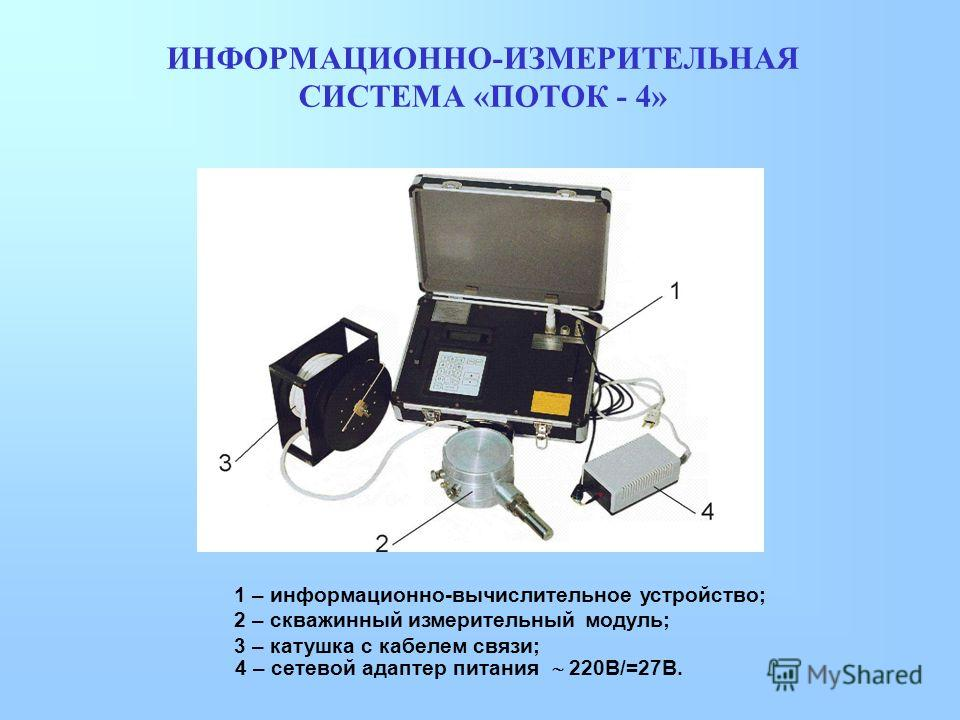 ИНФОРМАЦИОННО-ИЗМЕРИТЕЛЬНАЯ
СИСТЕМА «ПОТОК - 4»
1
3
4
2
1 – информационно-вычислительное устройство;
2 – скважинный измерительный модуль;
3 – катушка с кабелем связи;
4 – сетевой адаптер питания ~ 220В/=27В.
MyShared